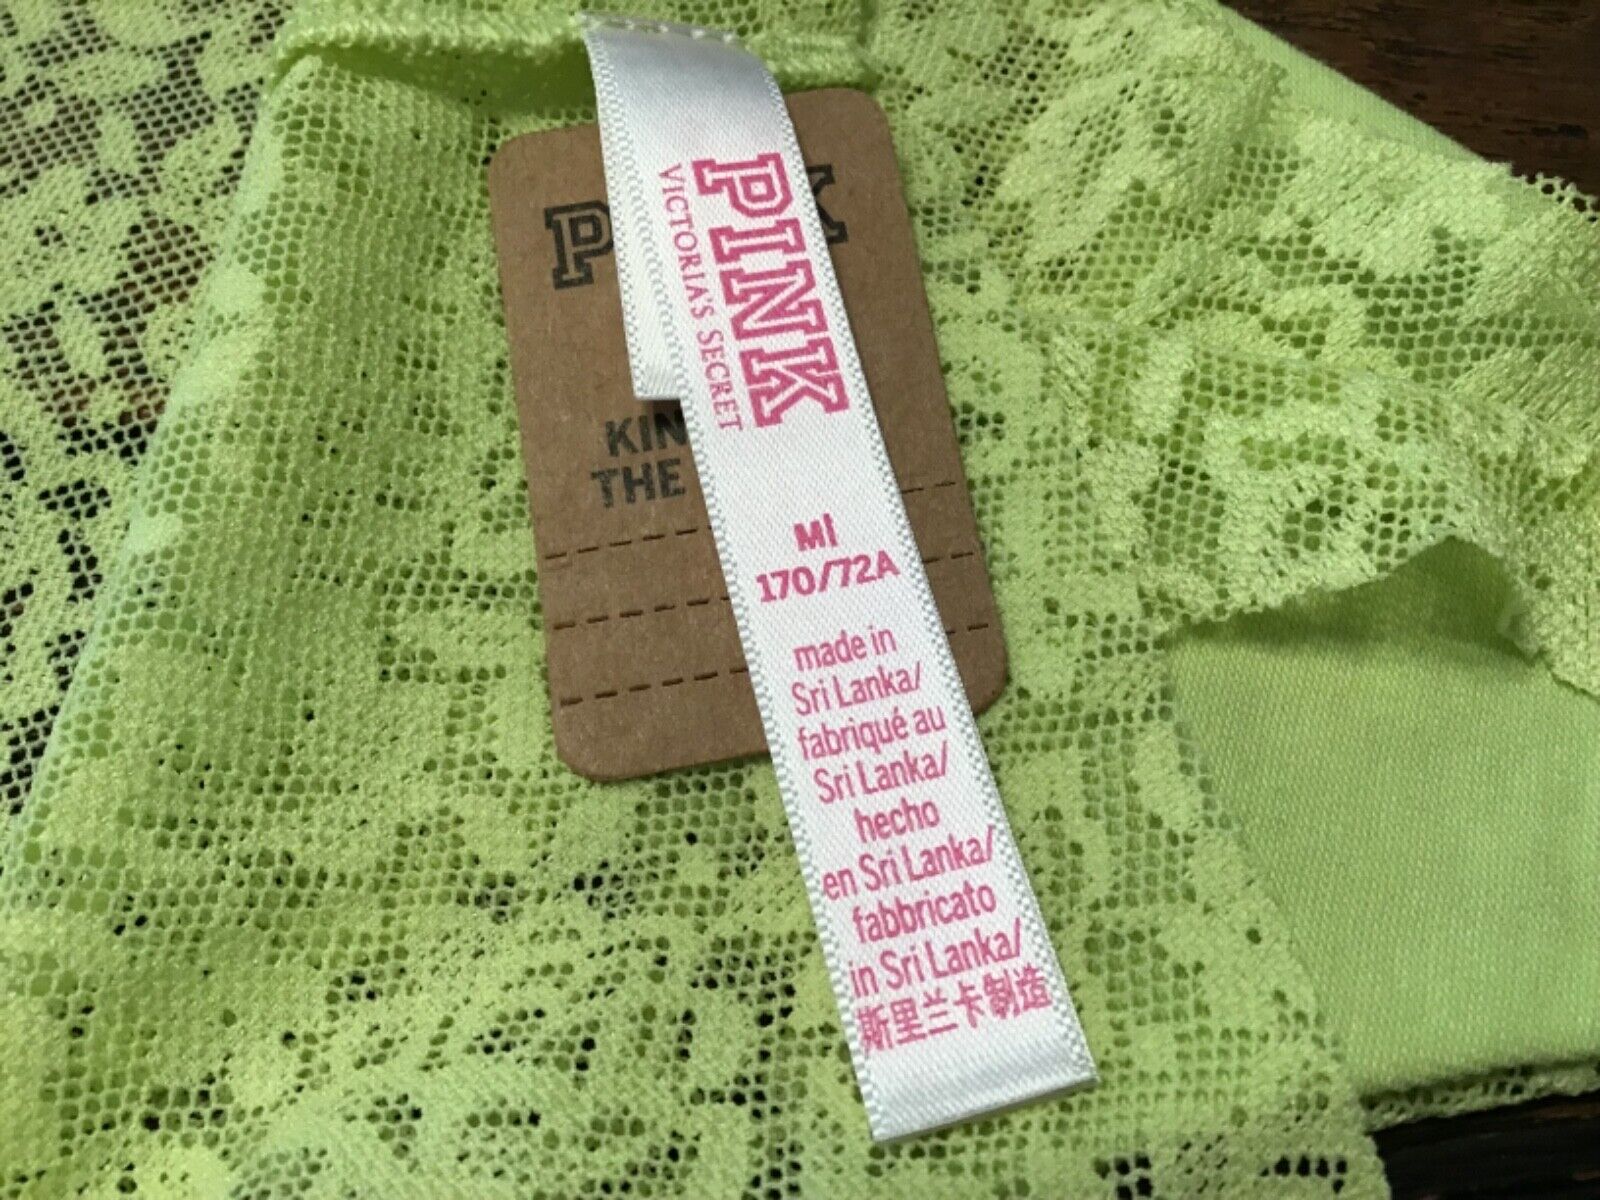 PINK
VICTORIA'S SECRET
M|
170/72A
made in
Sri Lanka/
fabriqué au
Sri Lanka/
hecho
en Sri Lanka/
fabbricato
in Sri Lanka/
斯里兰卡制造
P K
KIN
THE